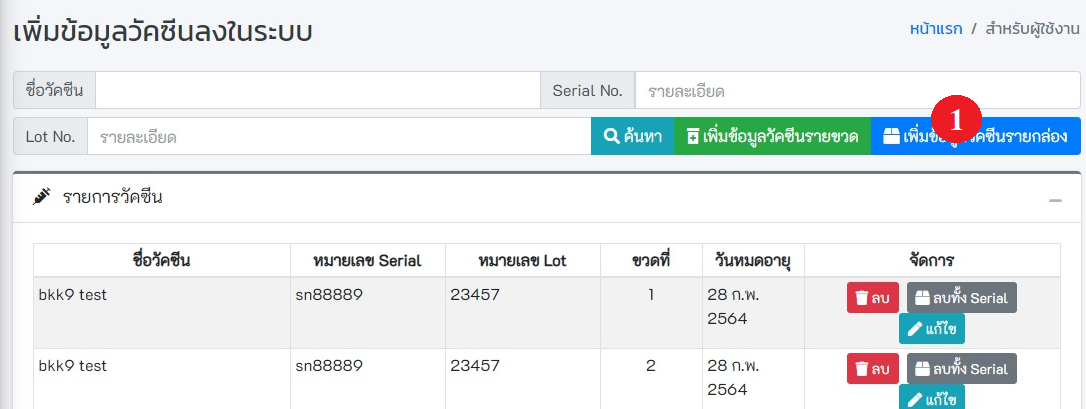 เพิ่มข้อมูลวัคซีนลงในระบบ
หน้าแรก / สำหรับผู้ใช้งาน
ชื่อวัคซีน Serial No. รายละเอียด
Lot No. รายละเอียด ค้นหา เพิ่มข้อมูลวัคซีนรายขวด เพิ่มข้อมูลวัคซีนรายกล่อง
1
รายการวัคซีน
ชื่อวัคซีน หมายเลข Serial หมายเลข Lot ขวดที่ วันหมดอายุ จัดการ
bkk9 test sn88889 23457 1 28 ก.พ. ลบ ลบทั้ง Serial
2564 แก้ไข
bkk9 test sn88889 23457 2 28 ก.พ. ลบ ลบทั้ง Serial
2564 แก้ไข